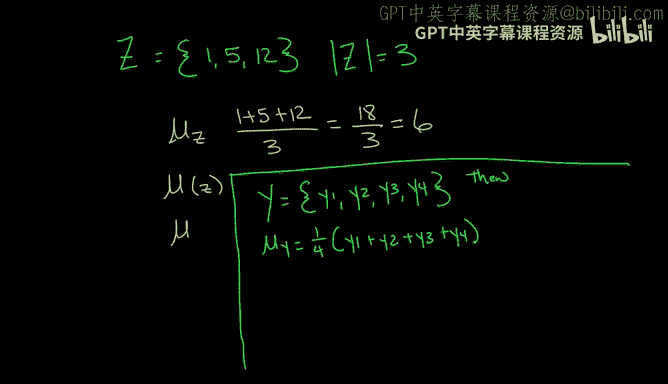 GPT中英字幕课程资源@bilibili.com
GPT中英字幕课程资源 bilibili
Z = {1, 5, 12} |Z| = 3
μz (1+5+12)/3 = 18/3 = 6
μ(z)
Y = {y1, y2, y3, y4} then
μ
μy = 1/4 (y1 + y2 + y3 + y4)